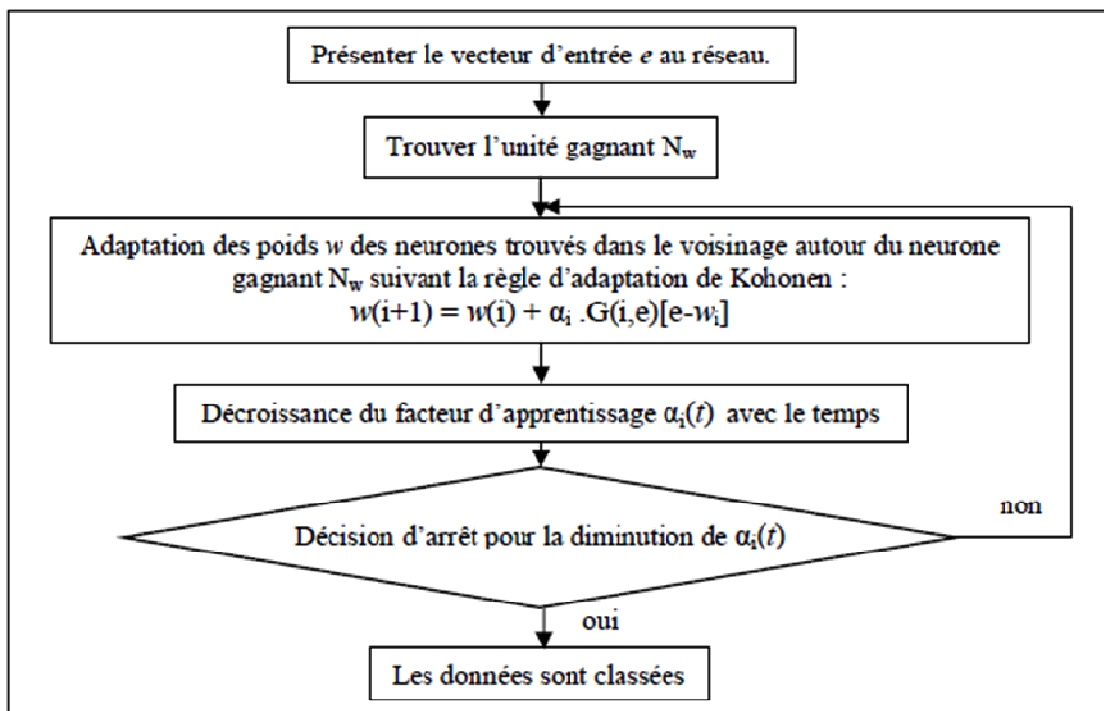 Présenter le vecteur d’entrée e au réseau.
Trouver l’unité gagnant Nw
Adaptation des poids w des neurones trouvés dans le voisinage autour du neurone
gagnant Nw suivant la règle d’adaptation de Kohonen :
w(i+1) = w(i) + αi .G(i,e)[e-wi]
Décroissance du facteur d’apprentissage αi(t) avec le temps
Décision d’arrêt pour la diminution de αi(t)
non
oui
Les données sont classées